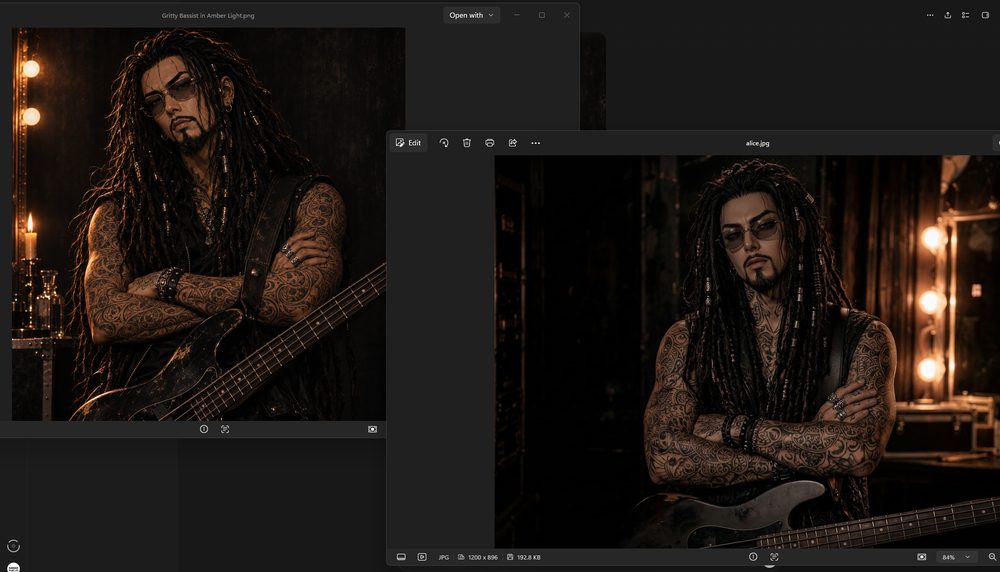 Gritty Bassist in Amber Light.png
Open with
Edit
alice.jpg
JPG
1200 x 896
192.8 KB
84%